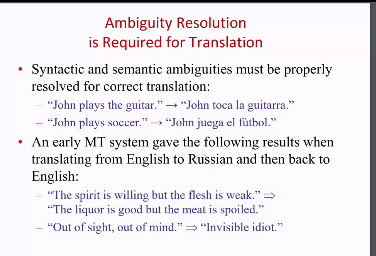 Ambiguity Resolution
is Required for Translation
• Syntactic and semantic ambiguities must be properly
resolved for correct translation:
– “John plays the guitar.” → “John toca la guitarra.”
– “John plays soccer.” → “John juega el fútbol.”
• An early MT system gave the following results when
translating from English to Russian and then back to
English:
– “The spirit is willing but the flesh is weak.” ⇒
“The liquor is good but the meat is spoiled.”
– “Out of sight, out of mind.” ⇒ “Invisible idiot.”